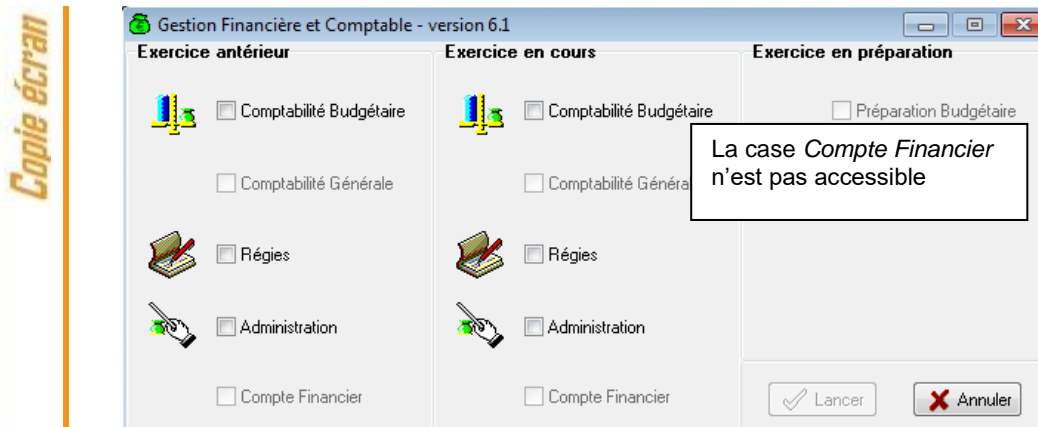 Copie écran
Gestion Financière et Comptable - version 6.1
Exercice antérieur
Comptabilité Budgétaire
Comptabilité Générale
Régies
Administration
Compte Financier
Exercice en cours
Comptabilité Budgétaire
Comptabilité Généra
Régies
Administration
Compte Financier
Exercice en préparation
Préparation Budgétaire
La case Compte Financier
n'est pas accessible
Lancer
Annuler